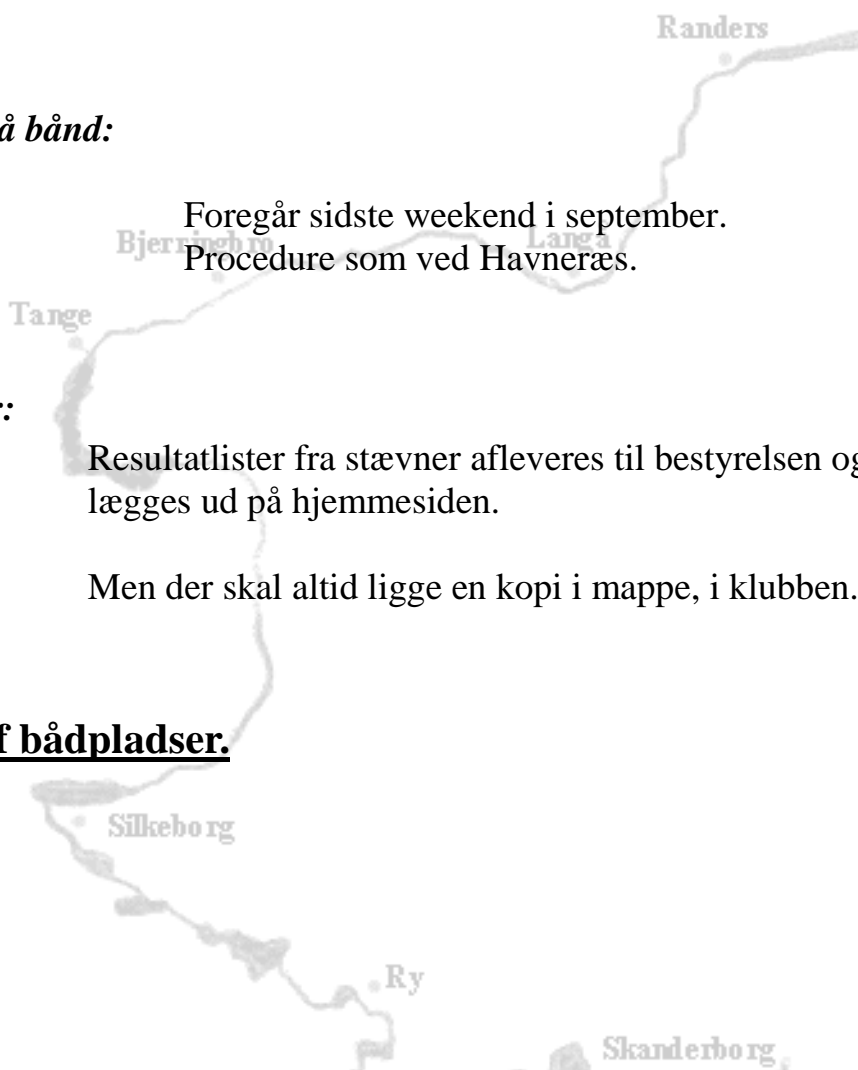 Randers
å bånd:
Foregår sidste weekend i september.
Bjerringbro
Langå
Procedure som ved Havneræs.
Tange
r:
Resultatlister fra stævner afleveres til bestyrelsen og
lægges ud på hjemmesiden.
Men der skal altid ligge en kopi i mappe, i klubben.
f bådpladser.
Silkeborg
Ry
Skanderborg